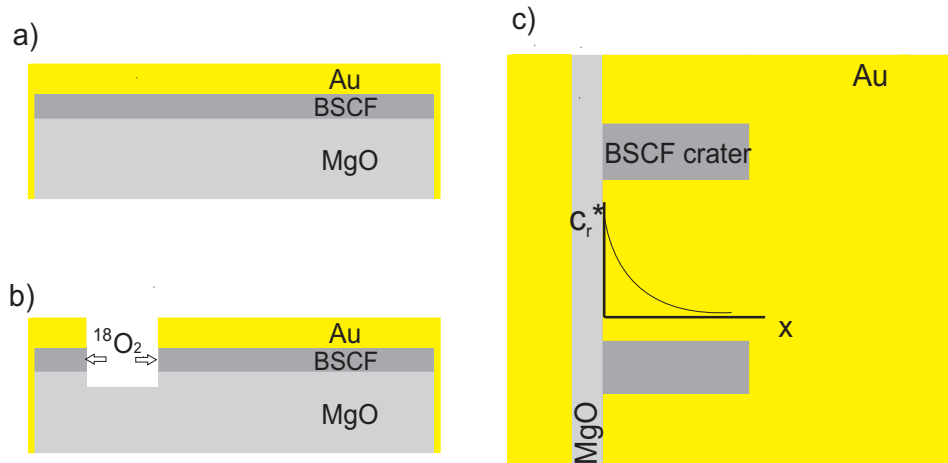 a)
Au
BSCF
MgO
b)
¹⁸O₂
Au
BSCF
MgO
c)
Au
BSCF crater
cᵣ*
x
MgO